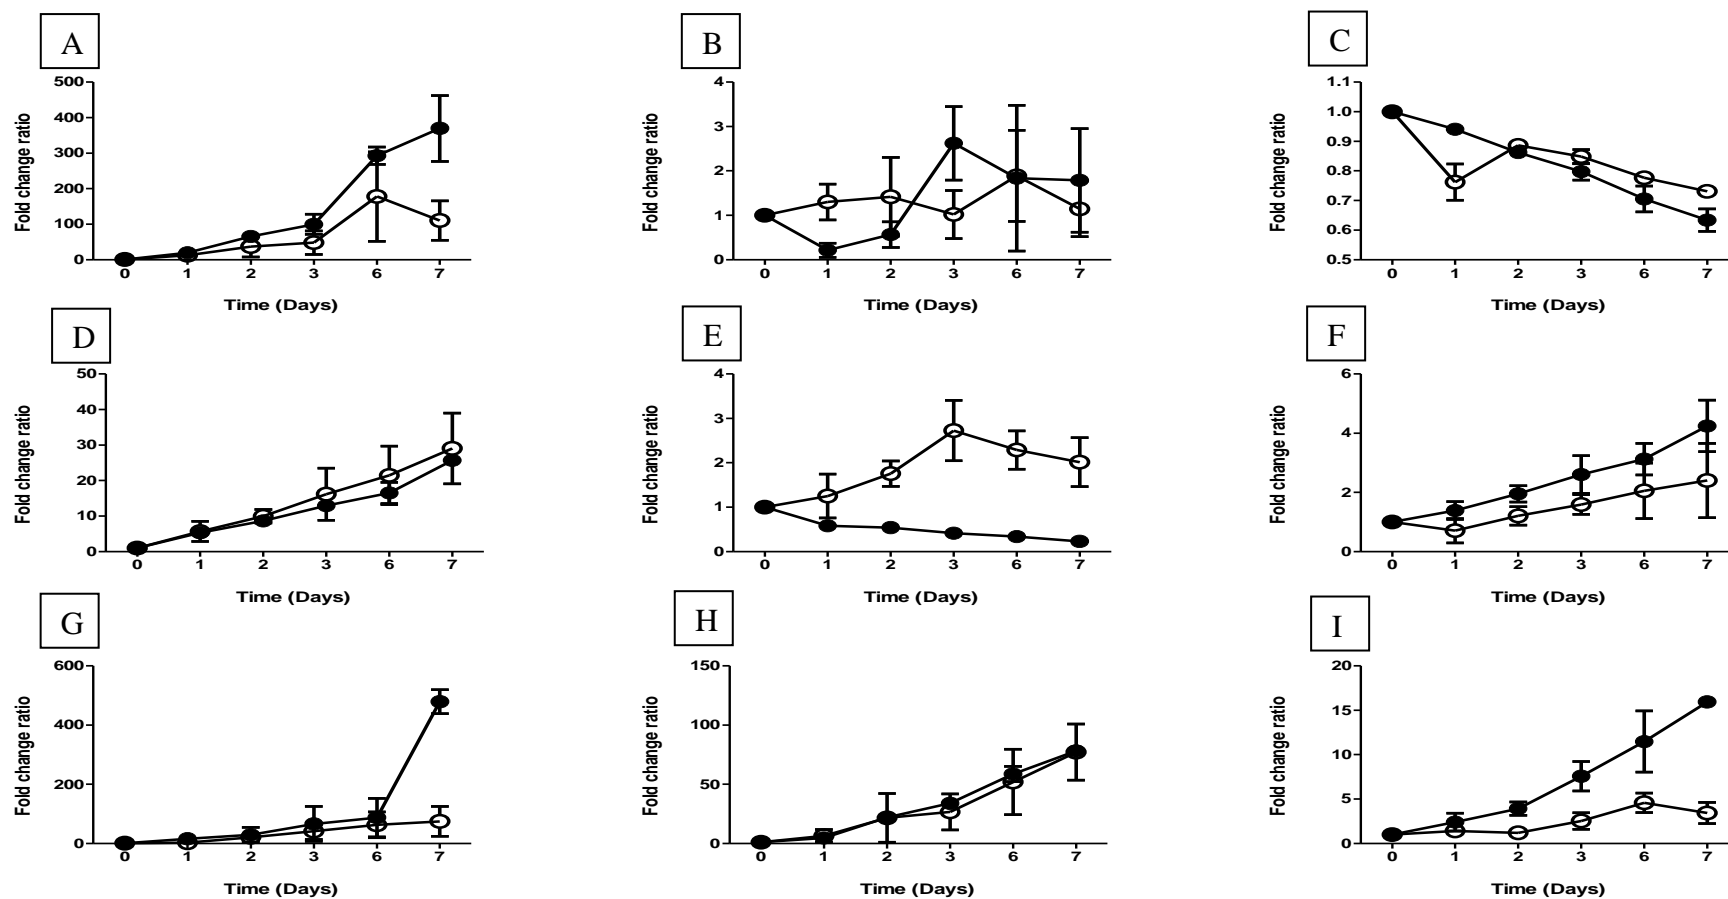 A
Fold change ratio
500
400
300
200
100
0
0 1 2 3 6 7
Time (Days)
B
Fold change ratio
4
3
2
1
0
0 1 2 3 6 7
Time (Days)
C
Fold change ratio
1.1
1.0
0.9
0.8
0.7
0.6
0.5
0 1 2 3 6 7
Time (Days)
D
Fold change ratio
50
40
30
20
10
0
0 1 2 3 6 7
Time (Days)
E
Fold change ratio
4
3
2
1
0
0 1 2 3 6 7
Time (Days)
F
Fold change ratio
6
4
2
0
0 1 2 3 6 7
Time (Days)
G
Fold change ratio
600
400
200
0
0 1 2 3 6 7
Time (Days)
H
Fold change ratio
150
100
50
0
0 1 2 3 6 7
Time (Days)
I
Fold change ratio
20
15
10
5
0
0 1 2 3 6 7
Time (Days)